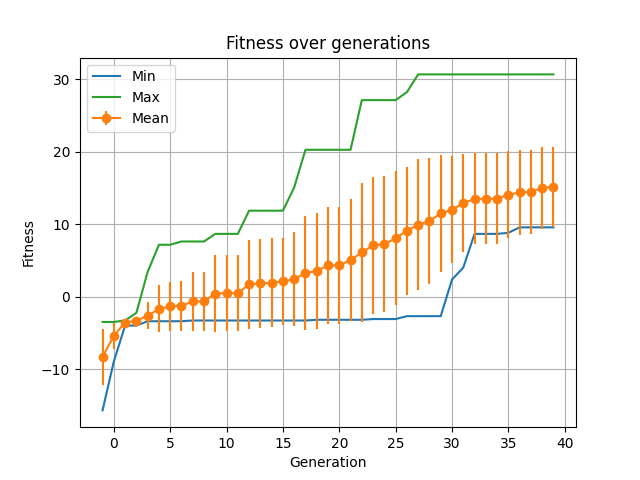 Fitness over generations
Min
Max
Mean
Fitness
30
20
10
0
−10
0 5 10 15 20 25 30 35 40
Generation